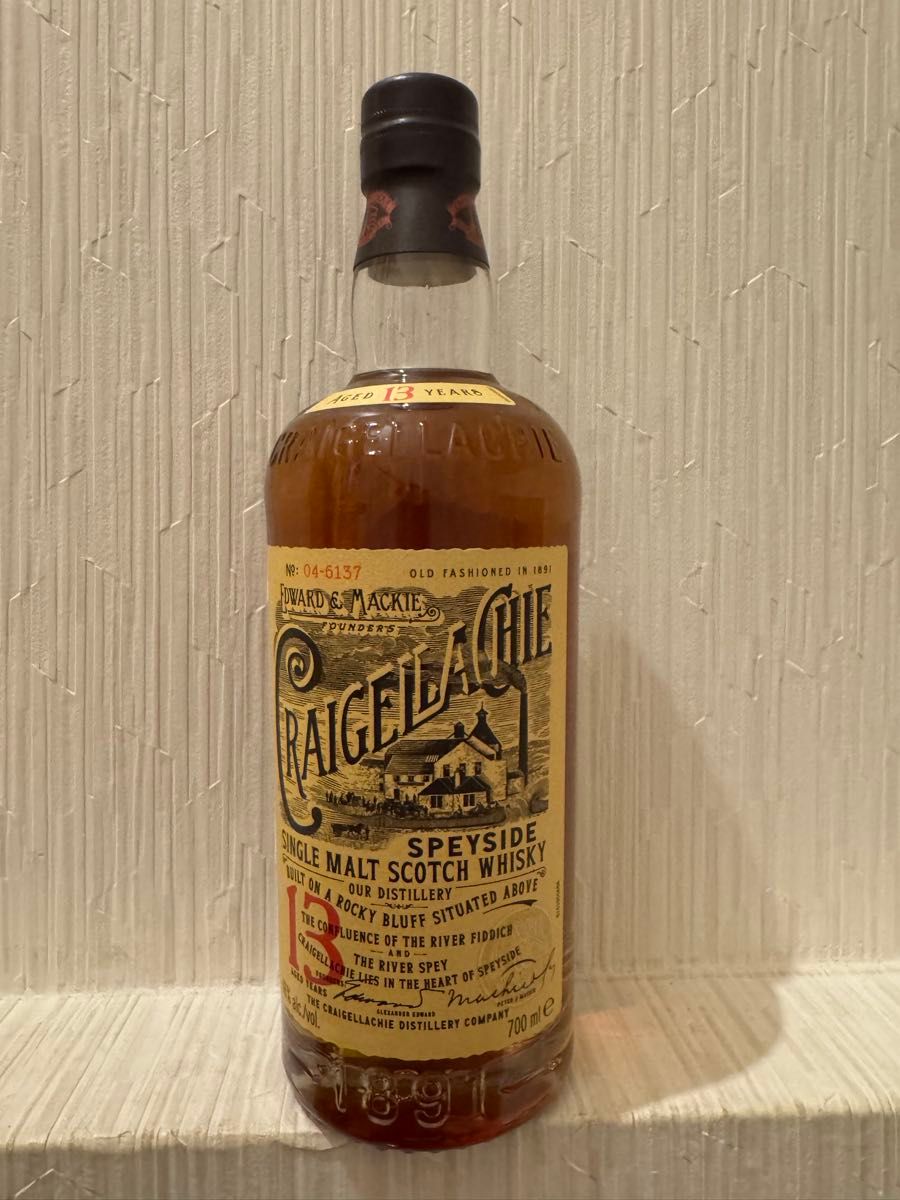 AGED 13 YEARS
CRAIGELLACHIE
Nº: 04-6137
OLD FASHIONED IN 1891
EDWARD & MACKIE
FOUNDERS
CRAIGELLACHIE
SPEYSIDE
SINGLE MALT SCOTCH WHISKY
OUR DISTILLERY
BUILT ON A ROCKY BLUFF SITUATED ABOVE
13
THE CONFLUENCE OF THE RIVER FIDDICH
AND
THE RIVER SPEY
CRAIGELLACHIE LIES IN THE HEART OF SPEYSIDE
AGED YEARS
FOUNDERS
ALEXANDER EDWARD
PETER J MACKIE
THE CRAIGELLACHIE DISTILLERY COMPANY
% alc./vol.
700 ml e
1891